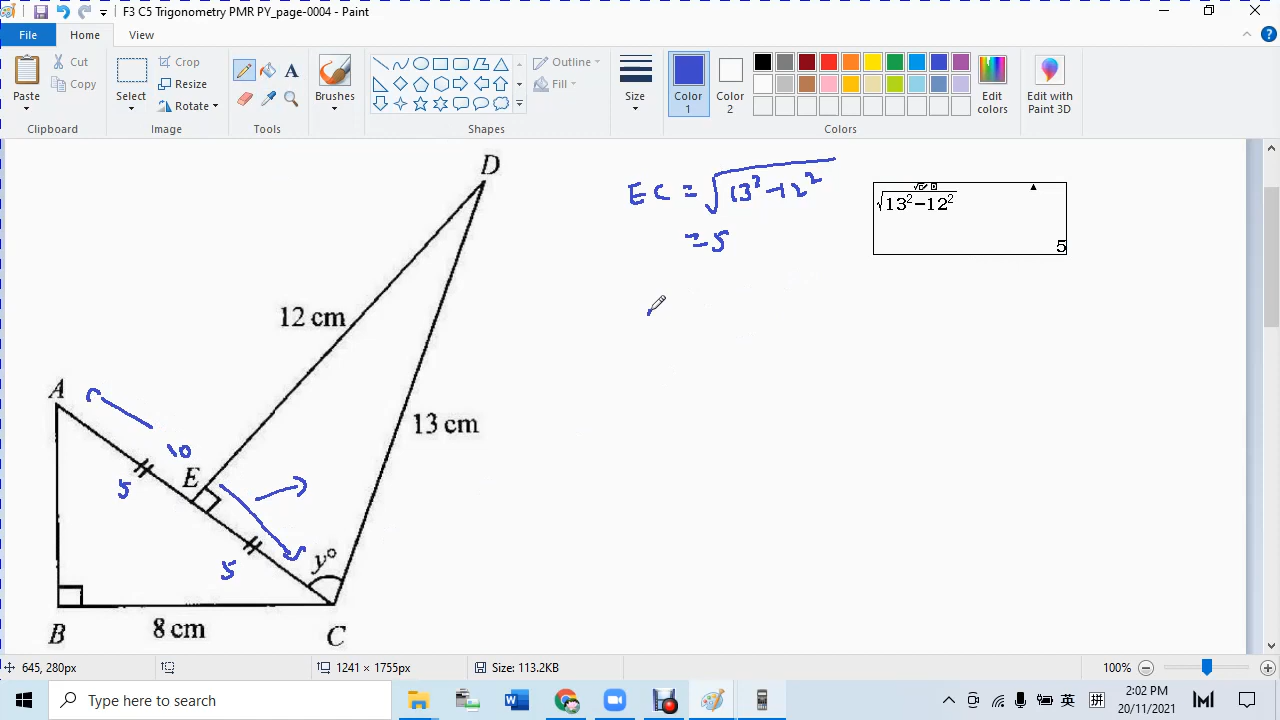 F3 C5 Trigonometry PMR PY_page-0004 - Paint
File Home View
Paste Cut Copy
Clipboard
Select Crop Resize Rotate
Image
Tools
Brushes
Outline Fill
Shapes
Size
Color 1
Color 2
Edit colors
Colors
Edit with Paint 3D
D
EC = √13²-12²
√13²−12²
5
= 5
12 cm
A
13 cm
10
E
5
y°
5
B
8 cm
C
645, 280px
1241 × 1755px
Size: 113.2KB
100%
Type here to search
英
拼
2:02 PM
20/11/2021